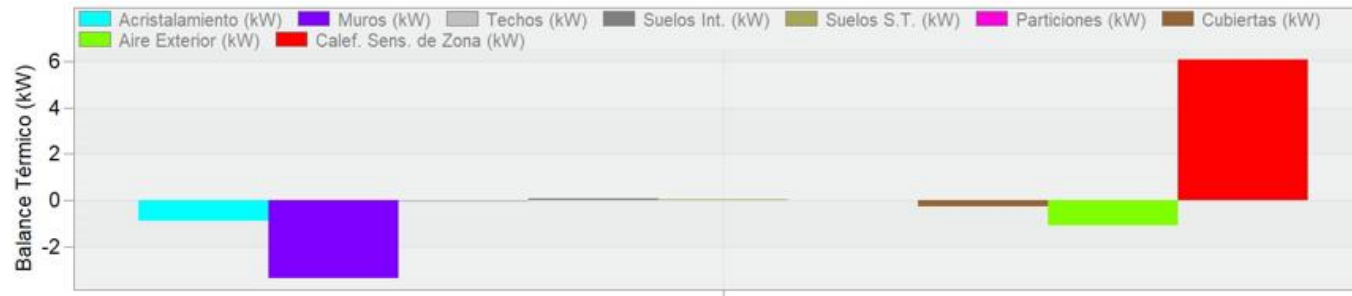 Acristalamiento (kW) Muros (kW) Techos (kW) Suelos Int. (kW) Suelos S.T. (kW) Particiones (kW) Cubiertas (kW)
Aire Exterior (kW) Calef. Sens. de Zona (kW)
Balance Térmico (kW)
6
4
2
0
-2